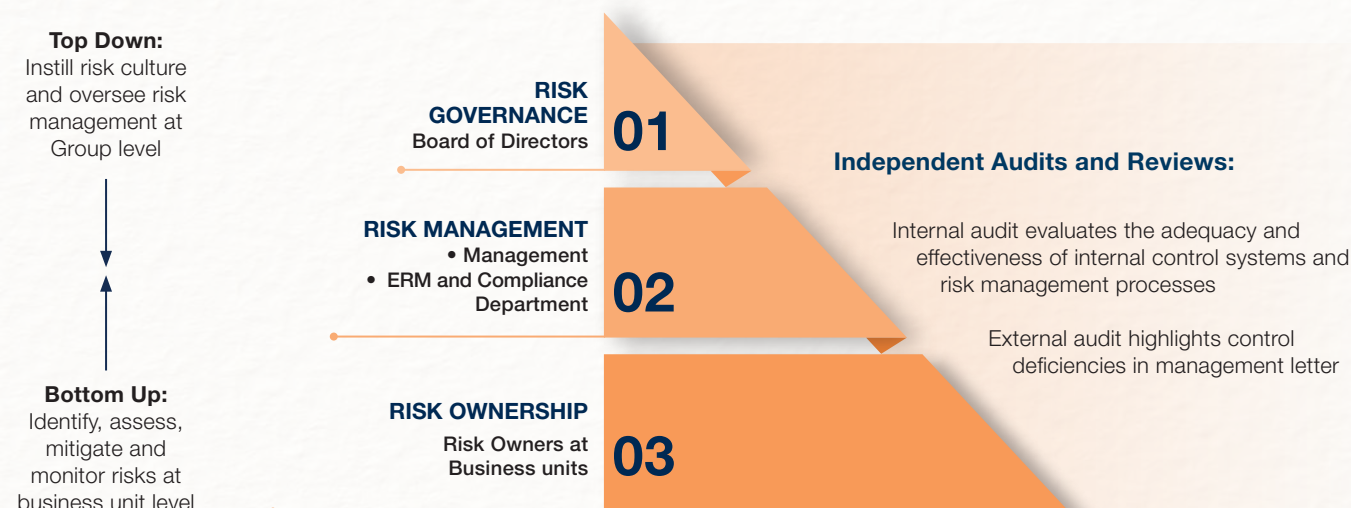 Top Down:
Instill risk culture
and oversee risk
management at
Group level
Bottom Up:
Identify, assess,
mitigate and
monitor risks at
business unit level
RISK
GOVERNANCE
Board of Directors
01
RISK MANAGEMENT
• Management
• ERM and Compliance
Department
02
RISK OWNERSHIP
Risk Owners at
Business units
03
Independent Audits and Reviews:
Internal audit evaluates the adequacy and
effectiveness of internal control systems and
risk management processes
External audit highlights control
deficiencies in management letter